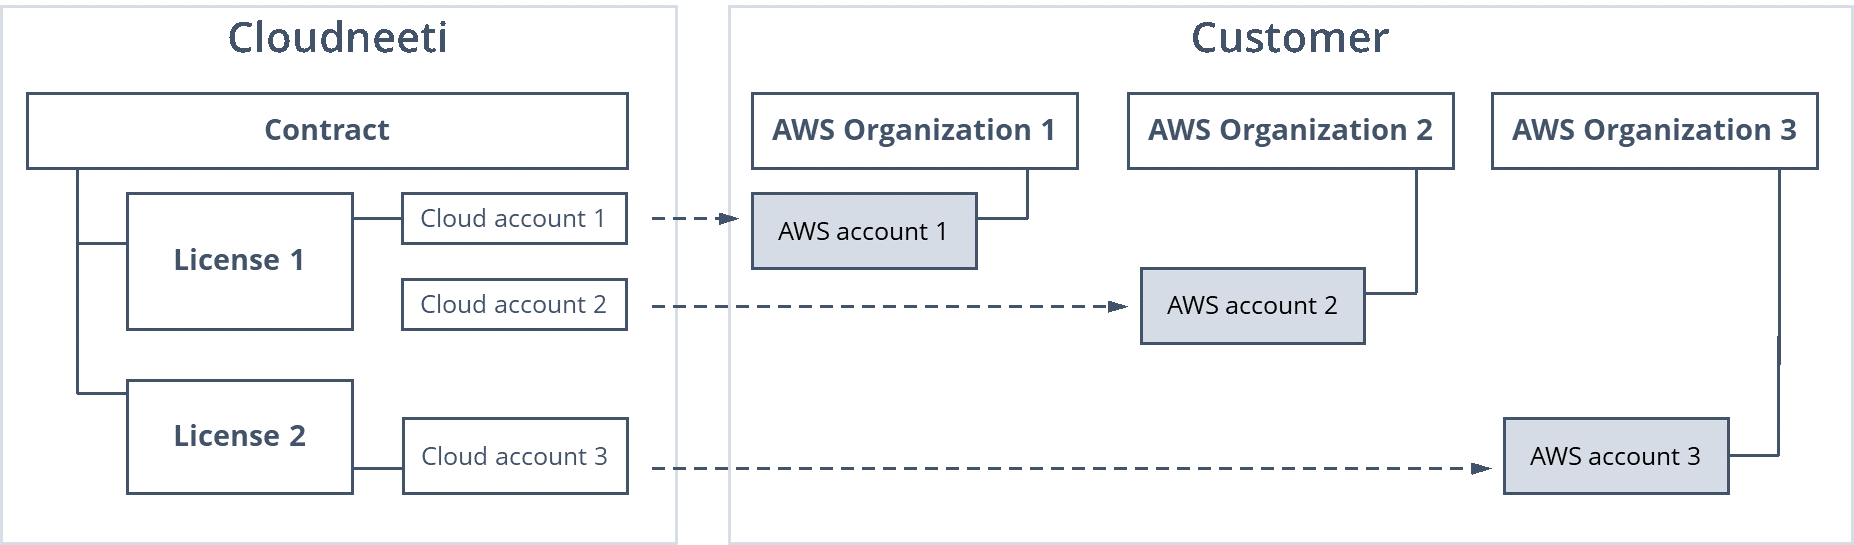 Cloudneeti
Contract
License 1
Cloud account 1
Cloud account 2
License 2
Cloud account 3
Customer
AWS Organization 1
AWS Organization 2
AWS Organization 3
AWS account 1
AWS account 2
AWS account 3